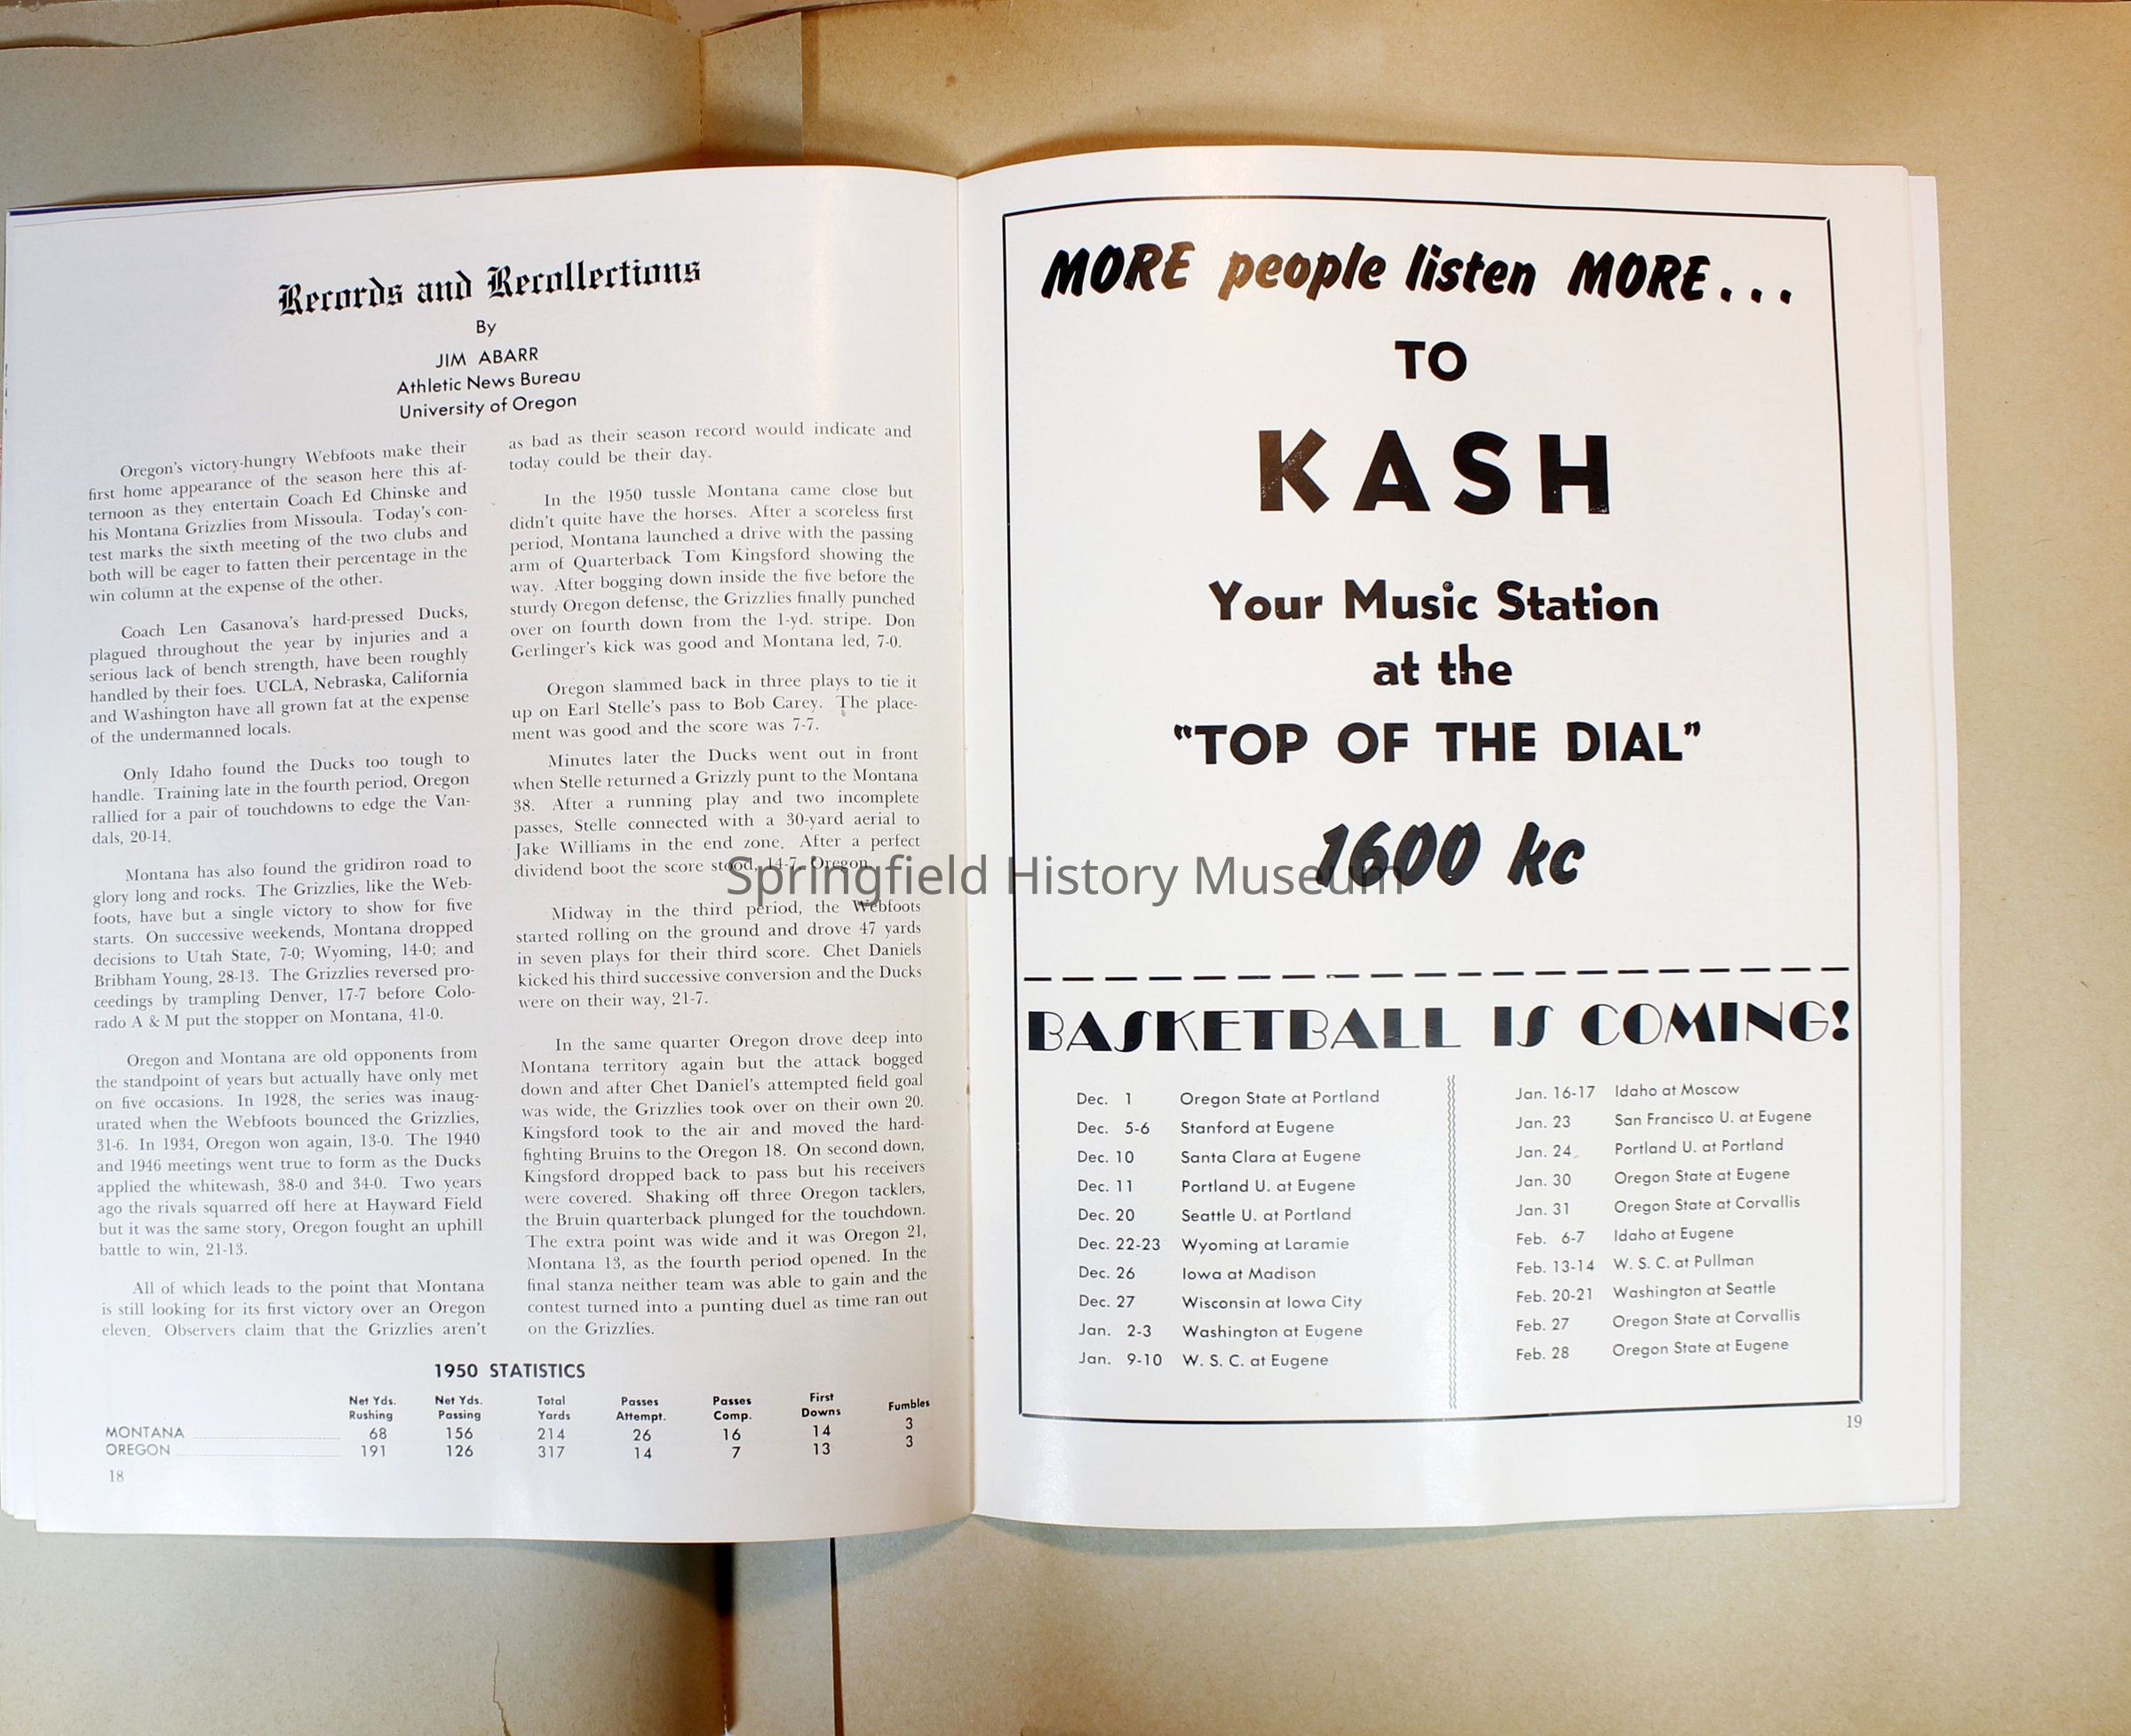 Records and Recollections
By
JIM ABARR
Athletic News Bureau
University of Oregon
Oregon's victory-hungry Webfoots make their
first home appearance of the season here this af-
ternoon as they entertain Coach Ed Chinske and
his Montana Grizzlies from Missoula. Today's con-
test marks the sixth meeting of the two clubs and
both will be eager to fatten their percentage in the
win column at the expense of the other.
Coach Len Casanova's hard-pressed Ducks,
plagued throughout the year by injuries and a
serious lack of bench strength, have been roughly
handled by their foes. UCLA, Nebraska, California
and Washington have all grown fat at the expense
of the undermanned locals.
Only Idaho found the Ducks too tough to
handle. Training late in the fourth period, Oregon
rallied for a pair of touchdowns to edge the Van-
dals, 20-14.
Montana has also found the gridiron road to
glory long and rocks. The Grizzlies, like the Web-
foots, have but a single victory to show for five
starts. On successive weekends, Montana dropped
decisions to Utah State, 7-0; Wyoming, 14-0; and
Bribham Young, 28-13. The Grizzlies reversed pro-
ceedings by trampling Denver, 17-7 before Colo-
rado A & M put the stopper on Montana, 41-0.
Oregon and Montana are old opponents from
the standpoint of years but actually have only met
on five occasions. In 1928, the series was inaug-
urated when the Webfoots bounced the Grizzlies,
31-6. In 1934, Oregon won again, 13-0. The 1940
and 1946 meetings went true to form as the Ducks
applied the whitewash, 38-0 and 34-0. Two years
ago the rivals squarred off here at Hayward Field
but it was the same story, Oregon fought an uphill
battle to win, 21-13.
All of which leads to the point that Montana
is still looking for its first victory over an Oregon
eleven. Observers claim that the Grizzlies aren't
as bad as their season record would indicate and
today could be their day.
In the 1950 tussle Montana came close but
didn't quite have the horses. After a scoreless first
period, Montana launched a drive with the passing
arm of Quarterback Tom Kingsford showing the
way. After bogging down inside the five before the
sturdy Oregon defense, the Grizzlies finally punched
over on fourth down from the 1-yd. stripe. Don
Gerlinger's kick was good and Montana led, 7-0.
Oregon slammed back in three plays to tie it
up on Earl Stelle's pass to Bob Carey. The place-
ment was good and the score was 7-7.
Minutes later the Ducks went out in front
when Stelle returned a Grizzly punt to the Montana
38. After a running play and two incomplete
passes, Stelle connected with a 30-yard aerial to
Jake Williams in the end zone. After a perfect
dividend boot the score stood, 14-7, Oregon.
Midway in the third period, the Webfoots
started rolling on the ground and drove 47 yards
in seven plays for their third score. Chet Daniels
kicked his third successive conversion and the Ducks
were on their way, 21-7.
In the same quarter Oregon drove deep into
Montana territory again but the attack bogged
down and after Chet Daniel's attempted field goal
was wide, the Grizzlies took over on their own 20.
Kingsford took to the air and moved the hard-
fighting Bruins to the Oregon 18. On second down,
Kingsford dropped back to pass but his receivers
were covered. Shaking off three Oregon tacklers,
the Bruin quarterback plunged for the touchdown.
The extra point was wide and it was Oregon 21,
Montana 13, as the fourth period opened. In the
final stanza neither team was able to gain and the
contest turned into a punting duel as time ran out
on the Grizzlies.
1950 STATISTICS
Net Yds. Rushing Net Yds. Passing Total Yards Passes Attempt. Passes Comp. First Downs Fumbles
MONTANA 68 156 214 26 16 14 3
OREGON 191 126 317 14 7 13 3
18
MORE people listen MORE...
TO
KASH
Your Music Station
at the
"TOP OF THE DIAL"
1600 kc
BASKETBALL IS COMING!
Dec. 1 Oregon State at Portland
Dec. 5-6 Stanford at Eugene
Dec. 10 Santa Clara at Eugene
Dec. 11 Portland U. at Eugene
Dec. 20 Seattle U. at Portland
Dec. 22-23 Wyoming at Laramie
Dec. 26 Iowa at Madison
Dec. 27 Wisconsin at Iowa City
Jan. 2-3 Washington at Eugene
Jan. 9-10 W. S. C. at Eugene
Jan. 16-17 Idaho at Moscow
Jan. 23 San Francisco U. at Eugene
Jan. 24 Portland U. at Portland
Jan. 30 Oregon State at Eugene
Jan. 31 Oregon State at Corvallis
Feb. 6-7 Idaho at Eugene
Feb. 13-14 W. S. C. at Pullman
Feb. 20-21 Washington at Seattle
Feb. 27 Oregon State at Corvallis
Feb. 28 Oregon State at Eugene
19
Springfield History Museum